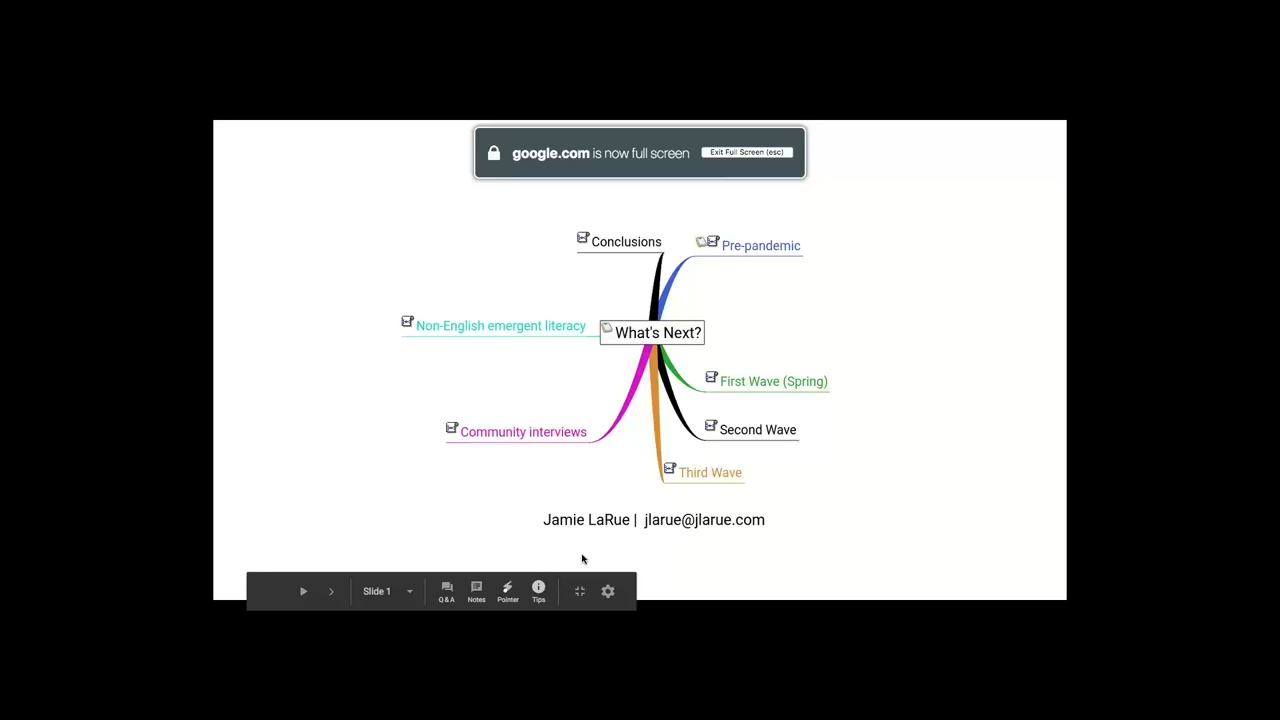 google.com is now full screen Exit Full Screen (esc)
Conclusions
Pre-pandemic
Non-English emergent literacy
What's Next?
First Wave (Spring)
Community interviews
Second Wave
Third Wave
Jamie LaRue | jlarue@jlarue.com
Slide 1
Q & A
Notes
Pointer
Tips